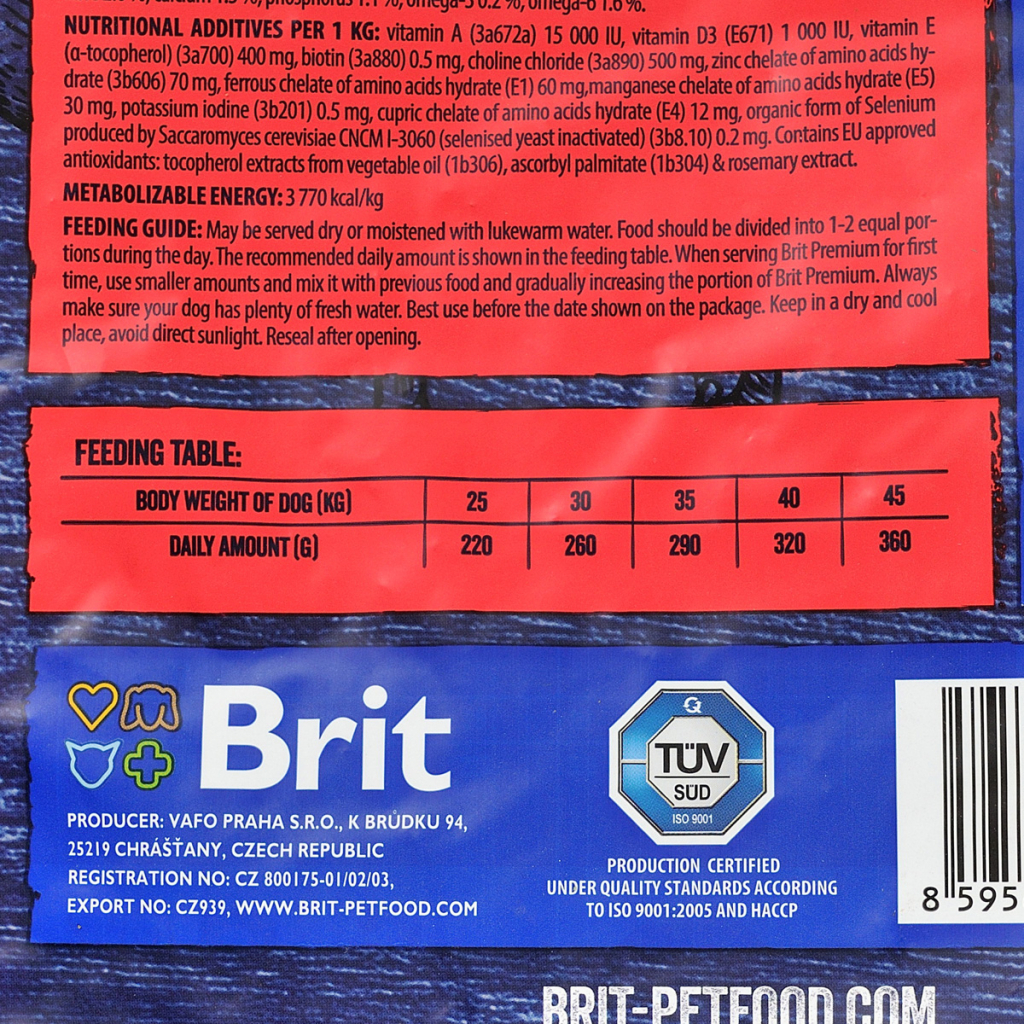 calcium 1.5 %, phosphorus 1.1 %, omega-3 0.2 %, omega-6 1.6 %.
NUTRITIONAL ADDITIVES PER 1 KG: vitamin A (3a672a) 15 000 IU, vitamin D3 (E671) 1 000 IU, vitamin E
(α-tocopherol) (3a700) 400 mg, biotin (3a880) 0.5 mg, choline chloride (3a890) 500 mg, zinc chelate of amino acids hy-
drate (3b606) 70 mg, ferrous chelate of amino acids hydrate (E1) 60 mg,manganese chelate of amino acids hydrate (E5)
30 mg, potassium iodine (3b201) 0.5 mg, cupric chelate of amino acids hydrate (E4) 12 mg, organic form of Selenium
produced by Saccaromyces cerevisiae CNCM I-3060 (selenised yeast inactivated) (3b8.10) 0.2 mg. Contains EU approved
antioxidants: tocopherol extracts from vegetable oil (1b306), ascorbyl palmitate (1b304) & rosemary extract.
METABOLIZABLE ENERGY: 3 770 kcal/kg
FEEDING GUIDE: May be served dry or moistened with lukewarm water. Food should be divided into 1-2 equal por-
tions during the day. The recommended daily amount is shown in the feeding table. When serving Brit Premium for first
time, use smaller amounts and mix it with previous food and gradually increasing the portion of Brit Premium. Always
make sure your dog has plenty of fresh water. Best use before the date shown on the package. Keep in a dry and cool
place, avoid direct sunlight. Reseal after opening.
FEEDING TABLE:
BODY WEIGHT OF DOG (KG) 25 30 35 40 45
DAILY AMOUNT (G) 220 260 290 320 360
Brit
PRODUCER: VAFO PRAHA S.R.O., K BRŮDKU 94,
25219 CHRÁŠŤANY, CZECH REPUBLIC
REGISTRATION NO: CZ 800175-01/02/03,
EXPORT NO: CZ939, WWW.BRIT-PETFOOD.COM
TÜV
SÜD
ISO 9001
PRODUCTION CERTIFIED
UNDER QUALITY STANDARDS ACCORDING
TO ISO 9001:2005 AND HACCP
8 595
BRIT-PETFOOD.COM